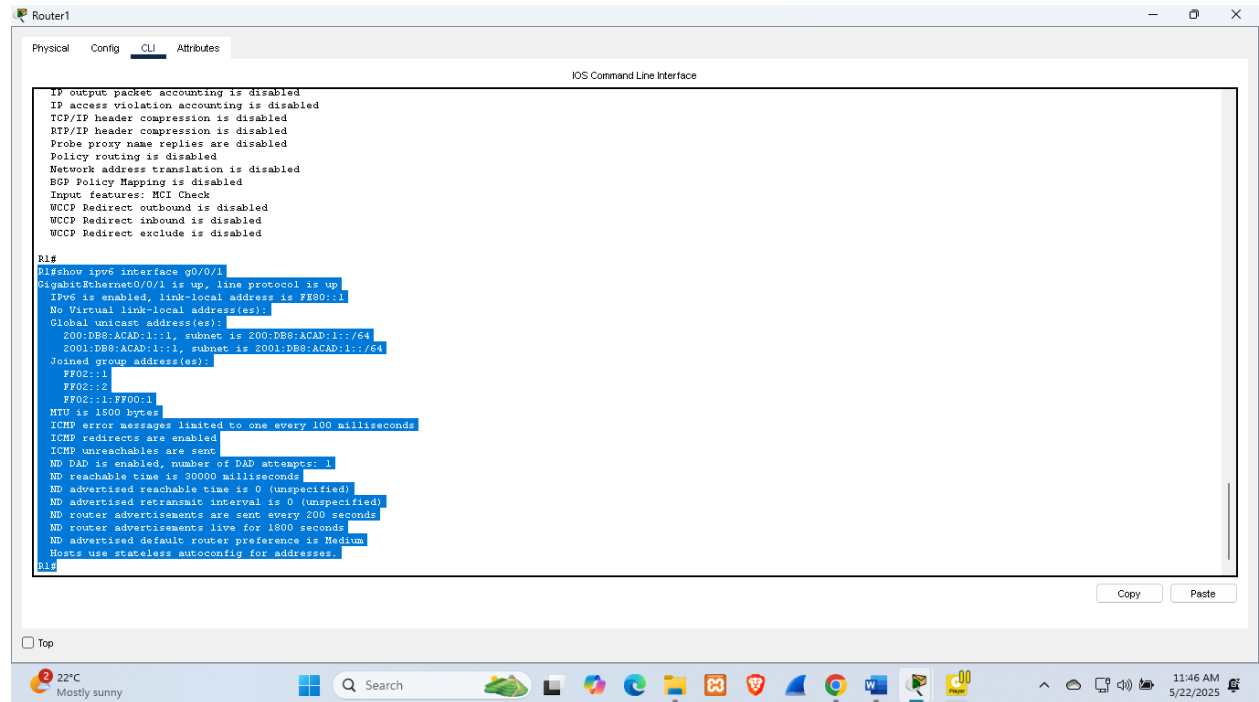 Router1
Physical Config CLI Attributes
IOS Command Line Interface
IP output packet accounting is disabled
IP access violation accounting is disabled
TCP/IP header compression is disabled
RTP/IP header compression is disabled
Probe proxy name replies are disabled
Policy routing is disabled
Network address translation is disabled
BGP Policy Mapping is disabled
Input features: MCI Check
WCCP Redirect outbound is disabled
WCCP Redirect inbound is disabled
WCCP Redirect exclude is disabled
R1#
R1#show ipv6 interface g0/0/1
GigabitEthernet0/0/1 is up, line protocol is up
IPv6 is enabled, link-local address is FE80::1
No Virtual link-local address(es):
Global unicast address(es):
200:DB8:ACAD:1::1, subnet is 200:DB8:ACAD:1::/64
2001:DB8:ACAD:1::1, subnet is 2001:DB8:ACAD:1::/64
Joined group address(es):
FF02::1
FF02::2
FF02::1:FF00:1
MTU is 1500 bytes
ICMP error messages limited to one every 100 milliseconds
ICMP redirects are enabled
ICMP unreachables are sent
ND DAD is enabled, number of DAD attempts: 1
ND reachable time is 30000 milliseconds
ND advertised reachable time is 0 (unspecified)
ND advertised retransmit interval is 0 (unspecified)
ND router advertisements are sent every 200 seconds
ND router advertisements live for 1800 seconds
ND advertised default router preference is Medium
Hosts use stateless autoconfig for addresses.
R1#
Copy Paste
Top
2
22°C
Mostly sunny
Search
W
Player
11:46 AM
5/22/2025